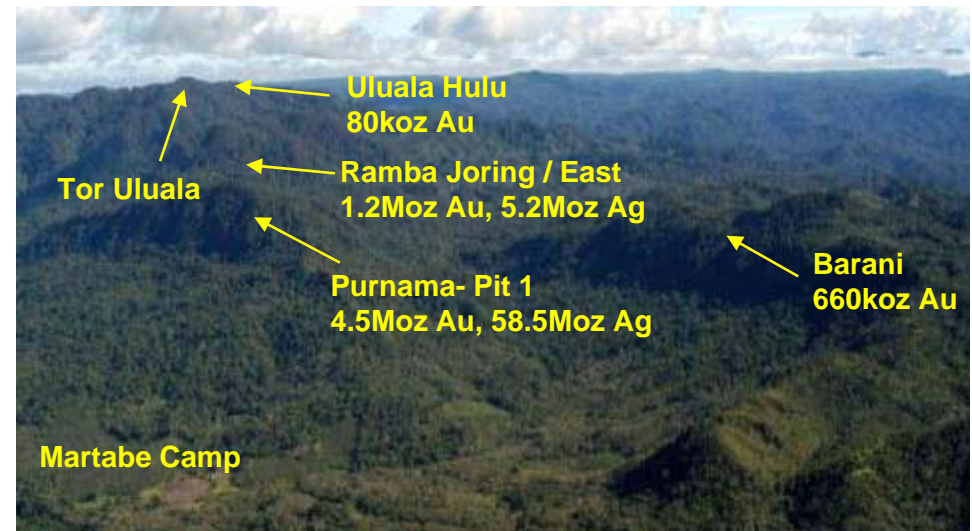 Uluala Hulu
80koz Au
Tor Uluala
Ramba Joring / East
1.2Moz Au, 5.2Moz Ag
Purnama- Pit 1
4.5Moz Au, 58.5Moz Ag
Barani
660koz Au
Martabe Camp